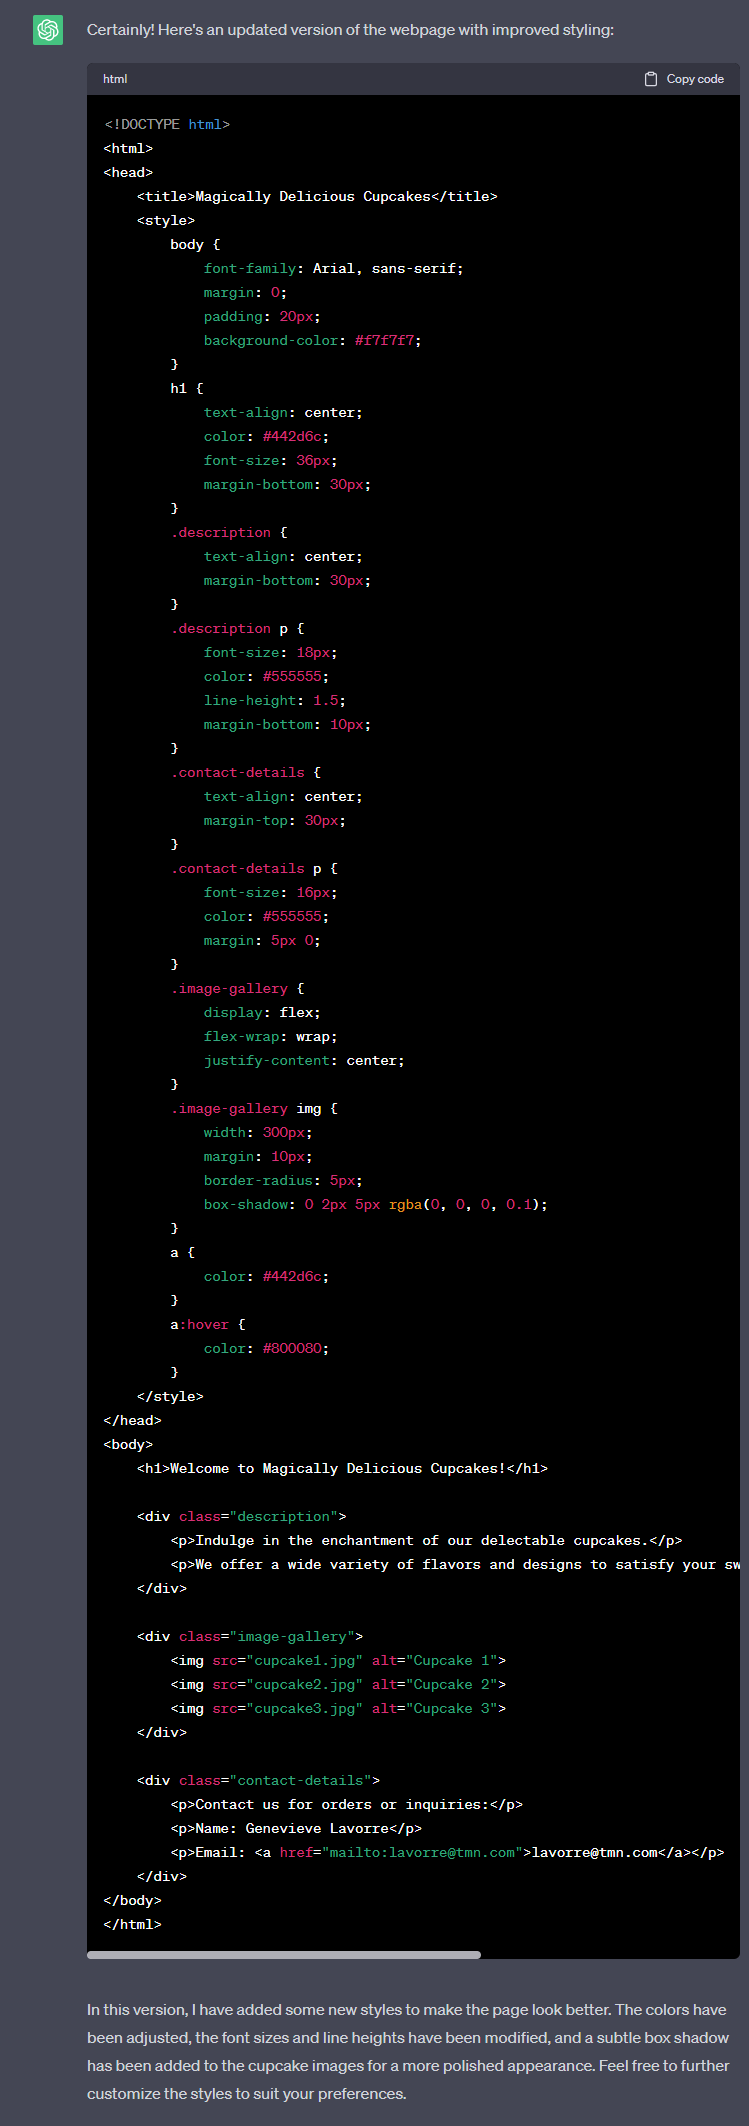 Certainly! Here's an updated version of the webpage with improved styling:
html Copy code
<!DOCTYPE html>
<html>
<head>
    <title>Magically Delicious Cupcakes</title>
    <style>
        body {
            font-family: Arial, sans-serif;
            margin: 0;
            padding: 20px;
            background-color: #f7f7f7;
        }
        h1 {
            text-align: center;
            color: #442d6c;
            font-size: 36px;
            margin-bottom: 30px;
        }
        .description {
            text-align: center;
            margin-bottom: 30px;
        }
        .description p {
            font-size: 18px;
            color: #555555;
            line-height: 1.5;
            margin-bottom: 10px;
        }
        .contact-details {
            text-align: center;
            margin-top: 30px;
        }
        .contact-details p {
            font-size: 16px;
            color: #555555;
            margin: 5px 0;
        }
        .image-gallery {
            display: flex;
            flex-wrap: wrap;
            justify-content: center;
        }
        .image-gallery img {
            width: 300px;
            margin: 10px;
            border-radius: 5px;
            box-shadow: 0 2px 5px rgba(0, 0, 0, 0.1);
        }
        a {
            color: #442d6c;
        }
        a:hover {
            color: #800080;
        }
    </style>
</head>
<body>
    <h1>Welcome to Magically Delicious Cupcakes!</h1>
    <div class="description">
        <p>Indulge in the enchantment of our delectable cupcakes.</p>
        <p>We offer a wide variety of flavors and designs to satisfy your sw
    </div>
    <div class="image-gallery">
        <img src="cupcake1.jpg" alt="Cupcake 1">
        <img src="cupcake2.jpg" alt="Cupcake 2">
        <img src="cupcake3.jpg" alt="Cupcake 3">
    </div>
    <div class="contact-details">
        <p>Contact us for orders or inquiries:</p>
        <p>Name: Genevieve Lavorre</p>
        <p>Email: <a href="mailto:lavorre@tmn.com">lavorre@tmn.com</a></p>
    </div>
</body>
</html>
In this version, I have added some new styles to make the page look better. The colors have
been adjusted, the font sizes and line heights have been modified, and a subtle box shadow
has been added to the cupcake images for a more polished appearance. Feel free to further
customize the styles to suit your preferences.